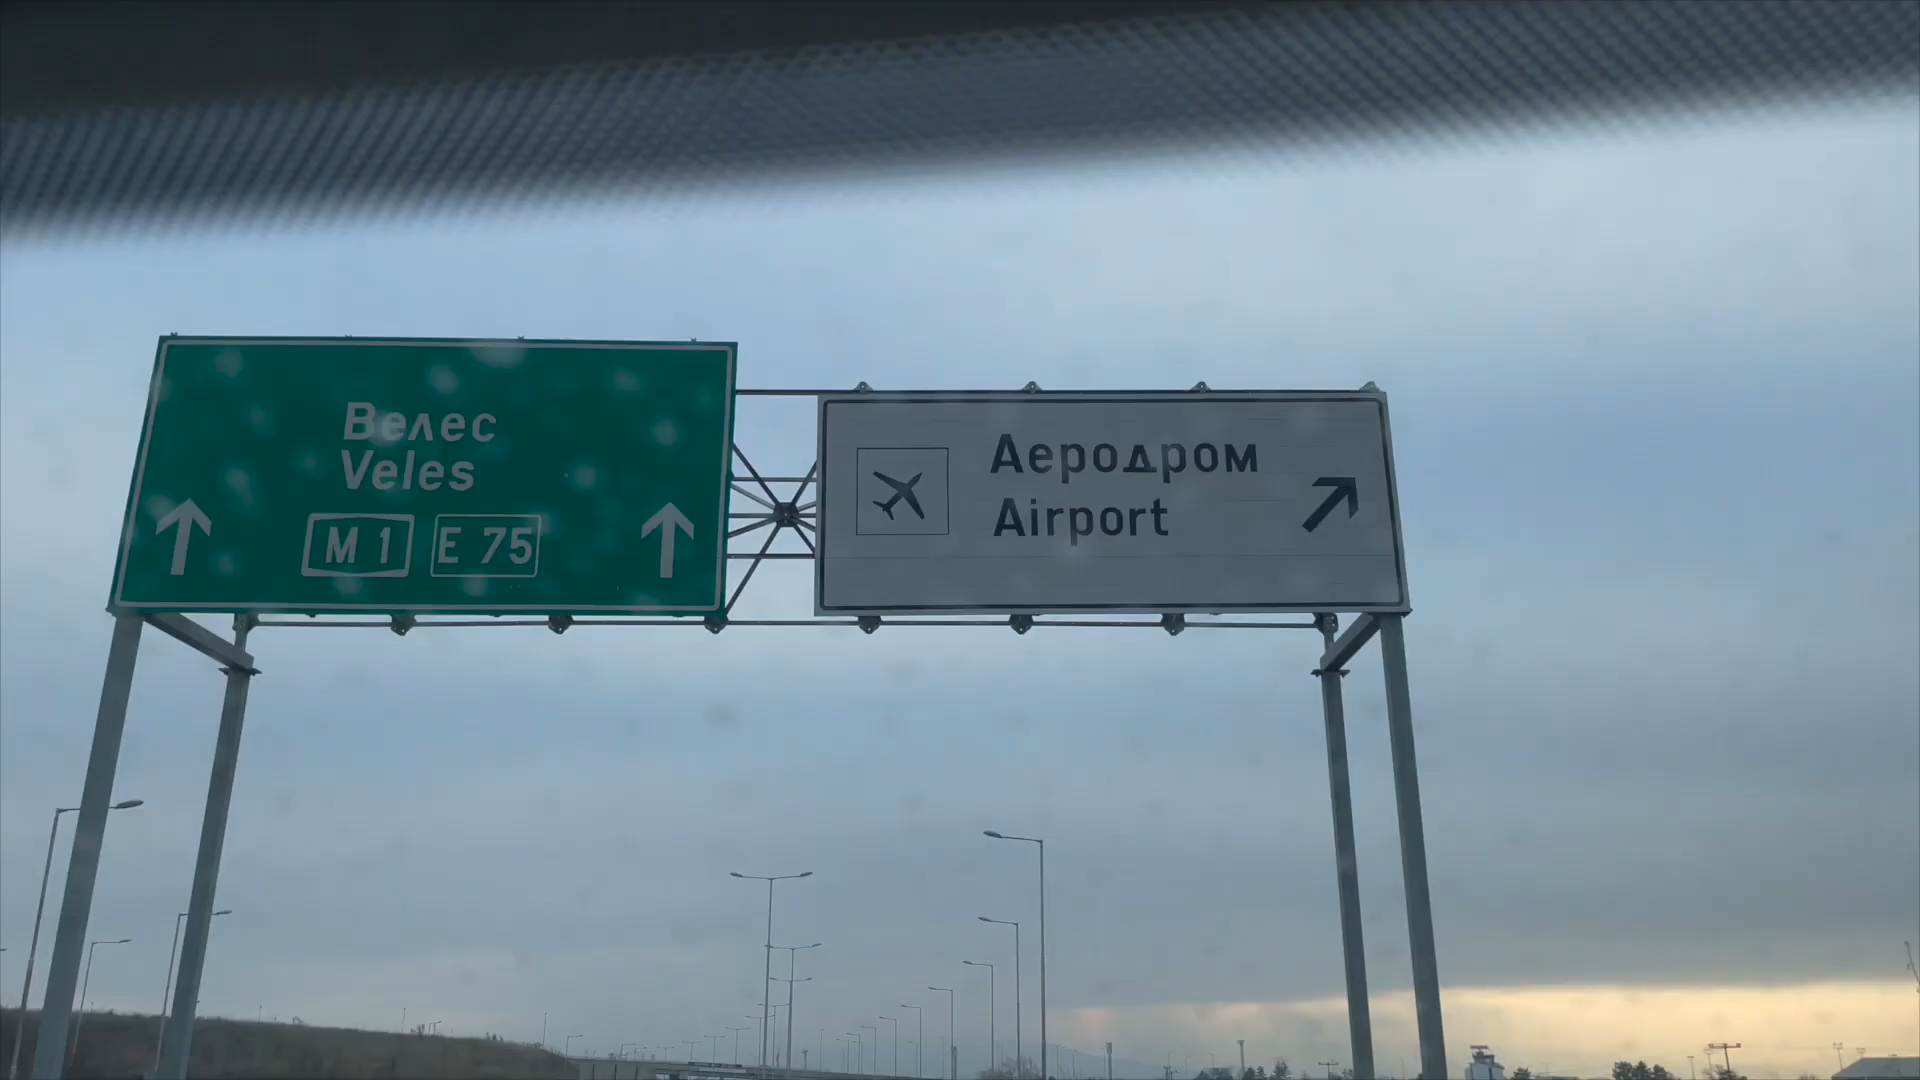 Велес
Veles
M 1 E 75
Аеродром
Airport